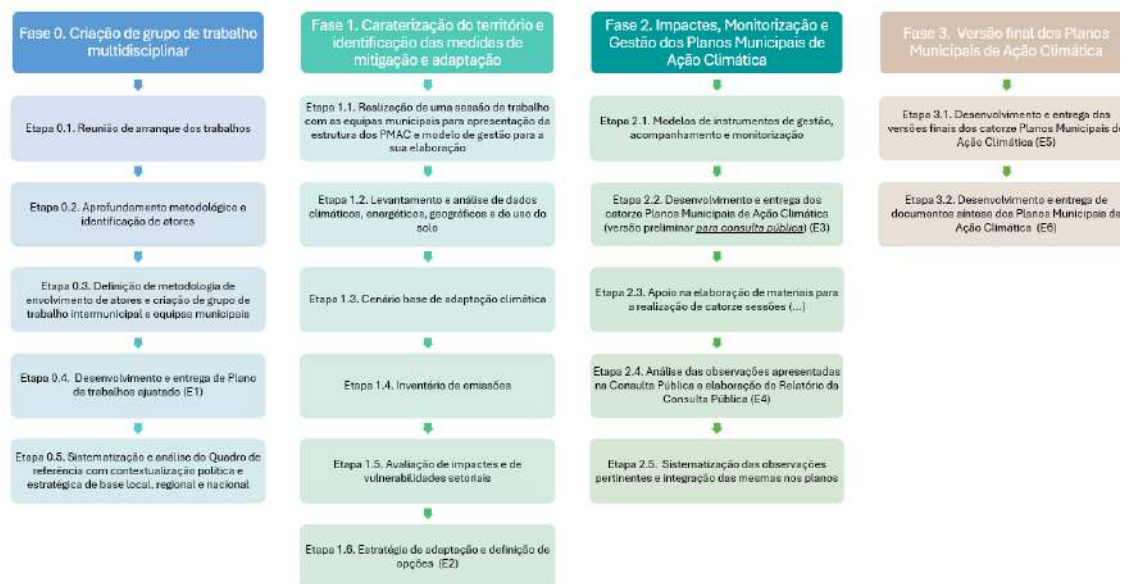 Fase 0. Criação de grupo de trabalho
multidisciplinar
Etapa 0.1. Reunião de arranque dos trabalhos
Etapa 0.2. Aprofundamento metodológico e
identificação de atores
Etapa 0.3. Definição de metodologia de
envolvimento de atores e criação de grupo de
trabalho intermunicipal e equipas municipais
Etapa 0.4. Desenvolvimento e entrega de Plano
de trabalhos ajustado (E1)
Etapa 0.5. Sistematização e análise do Quadro de
referência com contextualização política e
estratégica de base local, regional e nacional
Fase 1. Caraterização do território e
identificação das medidas de
mitigação e adaptação
Etapa 1.1. Realização de uma sessão de trabalho
com as equipas municipais para apresentação da
estrutura dos PMAC e modelo de gestão para a
sua elaboração
Etapa 1.2. Levantamento e análise de dados
climáticos, energéticos, geográficos e de uso do
solo
Etapa 1.3. Cenário base de adaptação climática
Etapa 1.4. Inventário de emissões
Etapa 1.5. Avaliação de impactes e de
vulnerabilidades setoriais
Etapa 1.6. Estratégia de adaptação e definição de
opções (E2)
Fase 2. Impactes, Monitorização e
Gestão dos Planos Municipais de
Ação Climática
Etapa 2.1. Modelos de instrumentos de gestão,
acompanhamento e monitorização
Etapa 2.2. Desenvolvimento e entrega dos
catorze Planos Municipais de Ação Climática
(versão preliminar para consulta pública) (E3)
Etapa 2.3. Apoio na elaboração de materiais para
a realização de catorze sessões (...)
Etapa 2.4. Análise das observações apresentadas
na Consulta Pública e elaboração do Relatório da
Consulta Pública (E4)
Etapa 2.5. Sistematização das observações
pertinentes e integração das mesmas nos planos
Fase 3. Versão final dos Planos
Municipais de Ação Climática
Etapa 3.1. Desenvolvimento e entrega das
versões finais dos catorze Planos Municipais de
Ação Climática (E5)
Etapa 3.2. Desenvolvimento e entrega de
documentos síntese dos Planos Municipais de
Ação Climática (E6)